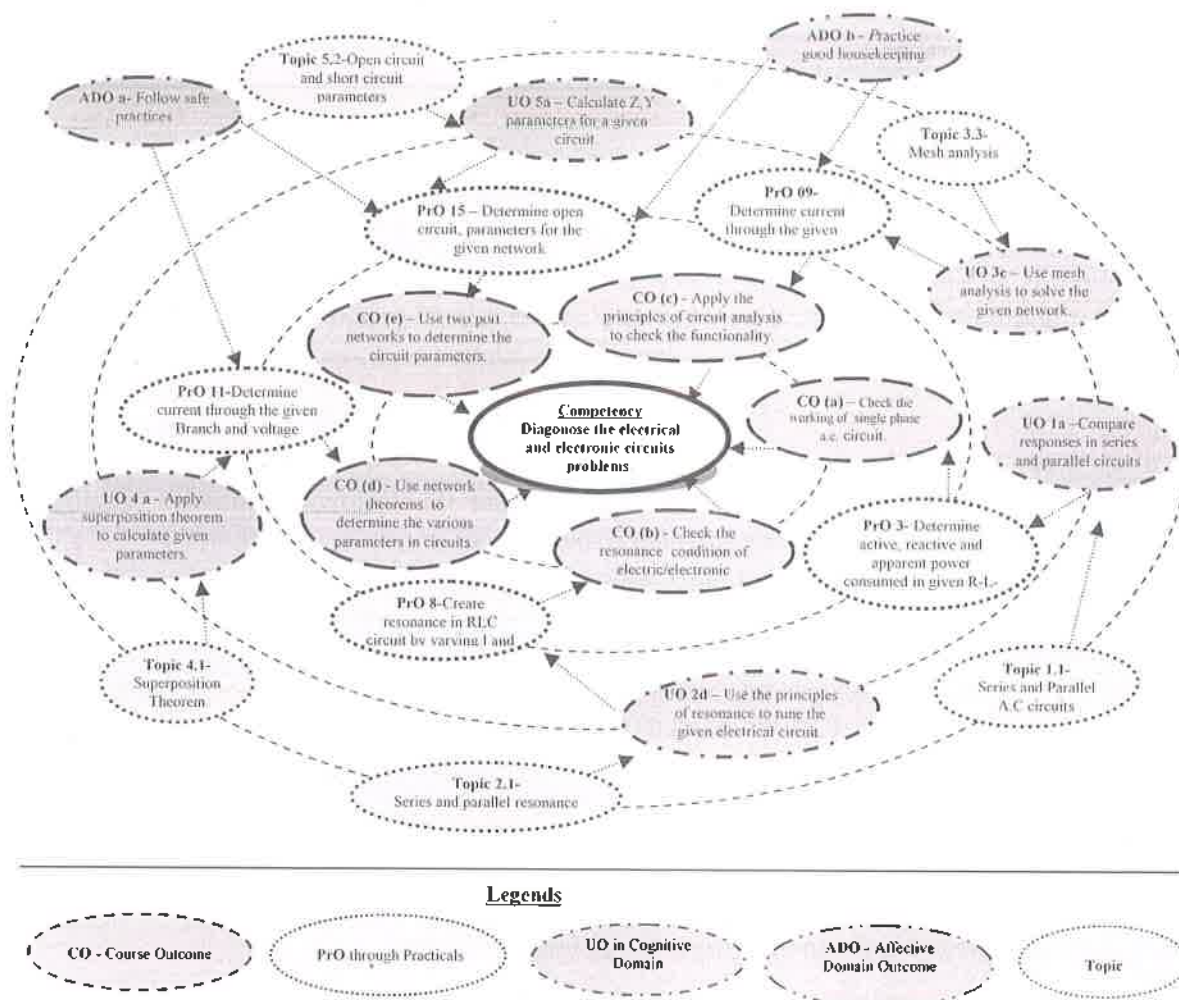 ADO b - Practice
good housekeeping
Topic 5.2-Open circuit
and short circuit
parameters
ADO a- Follow safe
practices
UO 5a – Calculate Z,Y
parameters for a given
circuit.
Topic 3.3-
Mesh analysis
PrO 15 – Determine open
circuit, parameters for the
given network
PrO 09-
Determine current
through the given
UO 3c – Use mesh
analysis to solve the
given network.
CO (e) – Use two port
networks to determine the
circuit parameters.
CO (c) - Apply the
principles of circuit analysis
to check the functionality.
PrO 11-Determine
current through the given
Branch and voltage
Competency
Diagonose the electrical
and electronic circuits
problems
CO (a) – Check the
working of single phase
a.c. circuit.
UO 1a –Compare
responses in series
and parallel circuits
UO 4 a - Apply
superposition theorem
to calculate given
parameters.
CO (d) - Use network
theorems to
determine the various
parameters in circuits
CO (b) - Check the
resonance condition of
electric/electronic
PrO 3- Determine
active, reactive and
apparent power
consumed in given R-L-
PrO 8-Create
resonance in RLC
circuit by varying L and
Topic 4.1-
Superposition
Theorem
UO 2d – Use the principles
of resonance to tune the
given electrical circuit
Topic 1.1-
Series and Parallel
A.C circuits
Topic 2.1-
Series and parallel resonance
Legends
CO - Course Outcome
PrO through Practicals
UO in Cognitive
Domain
ADO - Affective
Domain Outcome
Topic